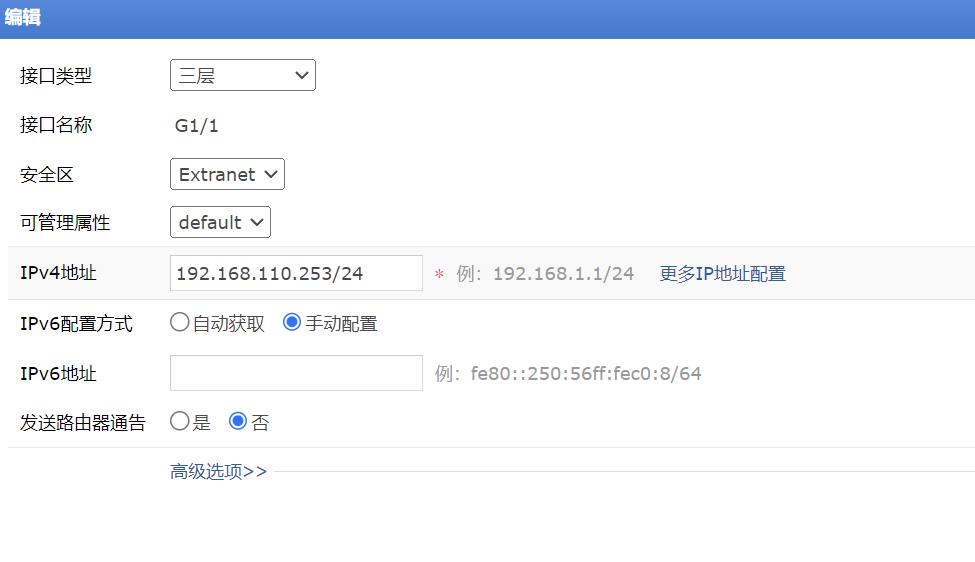 编辑
接口类型 三层
接口名称 G1/1
安全区 Extranet
可管理属性 default
IPv4地址 192.168.110.253/24 * 例：192.168.1.1/24 更多IP地址配置
IPv6配置方式 自动获取 手动配置
IPv6地址 例：fe80::250:56ff:fec0:8/64
发送路由器通告 是 否
高级选项>>